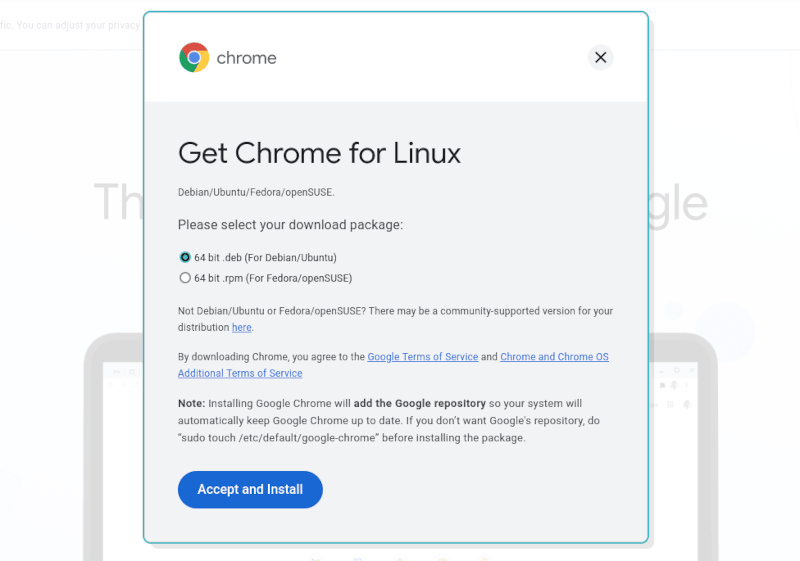 fic. You can adjust your privacy
chrome
Get Chrome for Linux
Debian/Ubuntu/Fedora/openSUSE.
Th
gle
Please select your download package:
64 bit .deb (For Debian/Ubuntu)
64 bit .rpm (For Fedora/openSUSE)
Not Debian/Ubuntu or Fedora/openSUSE? There may be a community-supported version for your
distribution here.
By downloading Chrome, you agree to the Google Terms of Service and Chrome and Chrome OS
Additional Terms of Service
Note: Installing Google Chrome will add the Google repository so your system will
automatically keep Google Chrome up to date. If you don’t want Google's repository, do
“sudo touch /etc/default/google-chrome” before installing the package.
Accept and Install